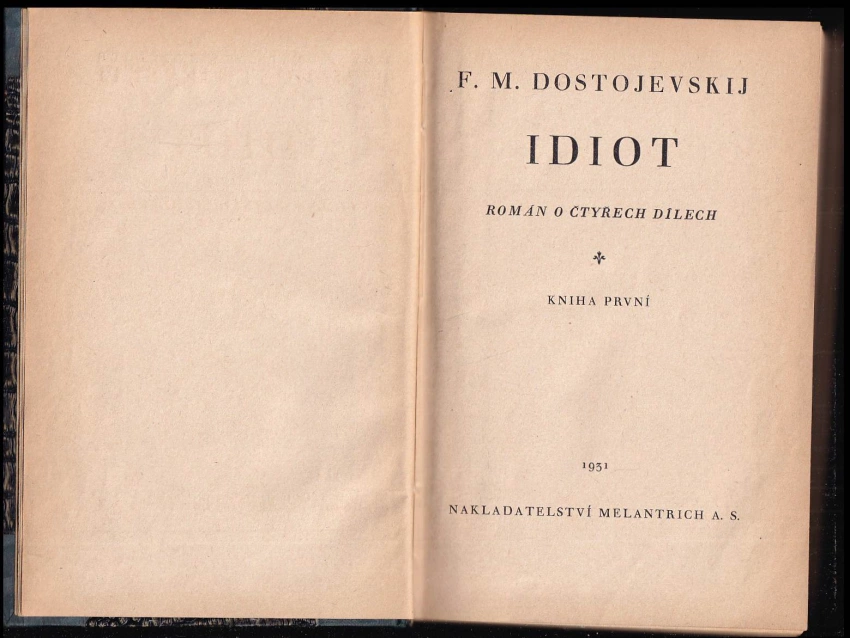 F. M. DOSTOJEVSKIJ
IDIOT
ROMÁN O ČTYŘECH DÍLECH
KNIHA PRVNÍ
1931
NAKLADATELSTVÍ MELANTRICH A. S.